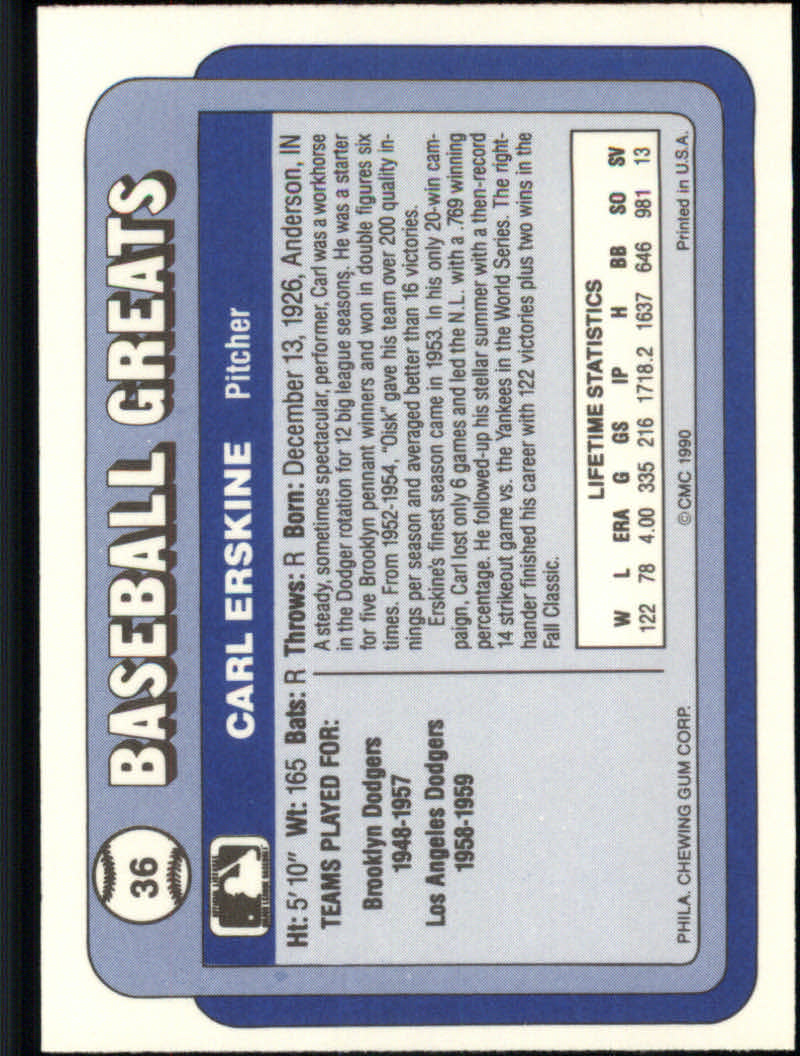 36
BASEBALL GREATS
CARL ERSKINE Pitcher
Ht: 5'10" Wt: 165 Bats: R Throws: R Born: December 13, 1926, Anderson, IN
TEAMS PLAYED FOR:
Brooklyn Dodgers
1948-1957
Los Angeles Dodgers
1958-1959
A steady, sometimes spectacular, performer, Carl was a workhorse
in the Dodger rotation for 12 big league seasons. He was a starter
for five Brooklyn pennant winners and won in double figures six
times. From 1952-1954, "Oisk" gave his team over 200 quality in-
nings per season and averaged better than 16 victories.
Erskine's finest season came in 1953. In his only 20-win cam-
paign, Carl lost only 6 games and led the N.L. with a .769 winning
percentage. He followed-up his stellar summer with a then-record
14 strikeout game vs. the Yankees in the World Series. The right-
hander finished his career with 122 victories plus two wins in the
Fall Classic.
LIFETIME STATISTICS
W L ERA G GS IP H BB SO SV
122 78 4.00 335 216 1718.2 1637 646 981 13
PHILA. CHEWING GUM CORP. ©CMC 1990 Printed in U.S.A.